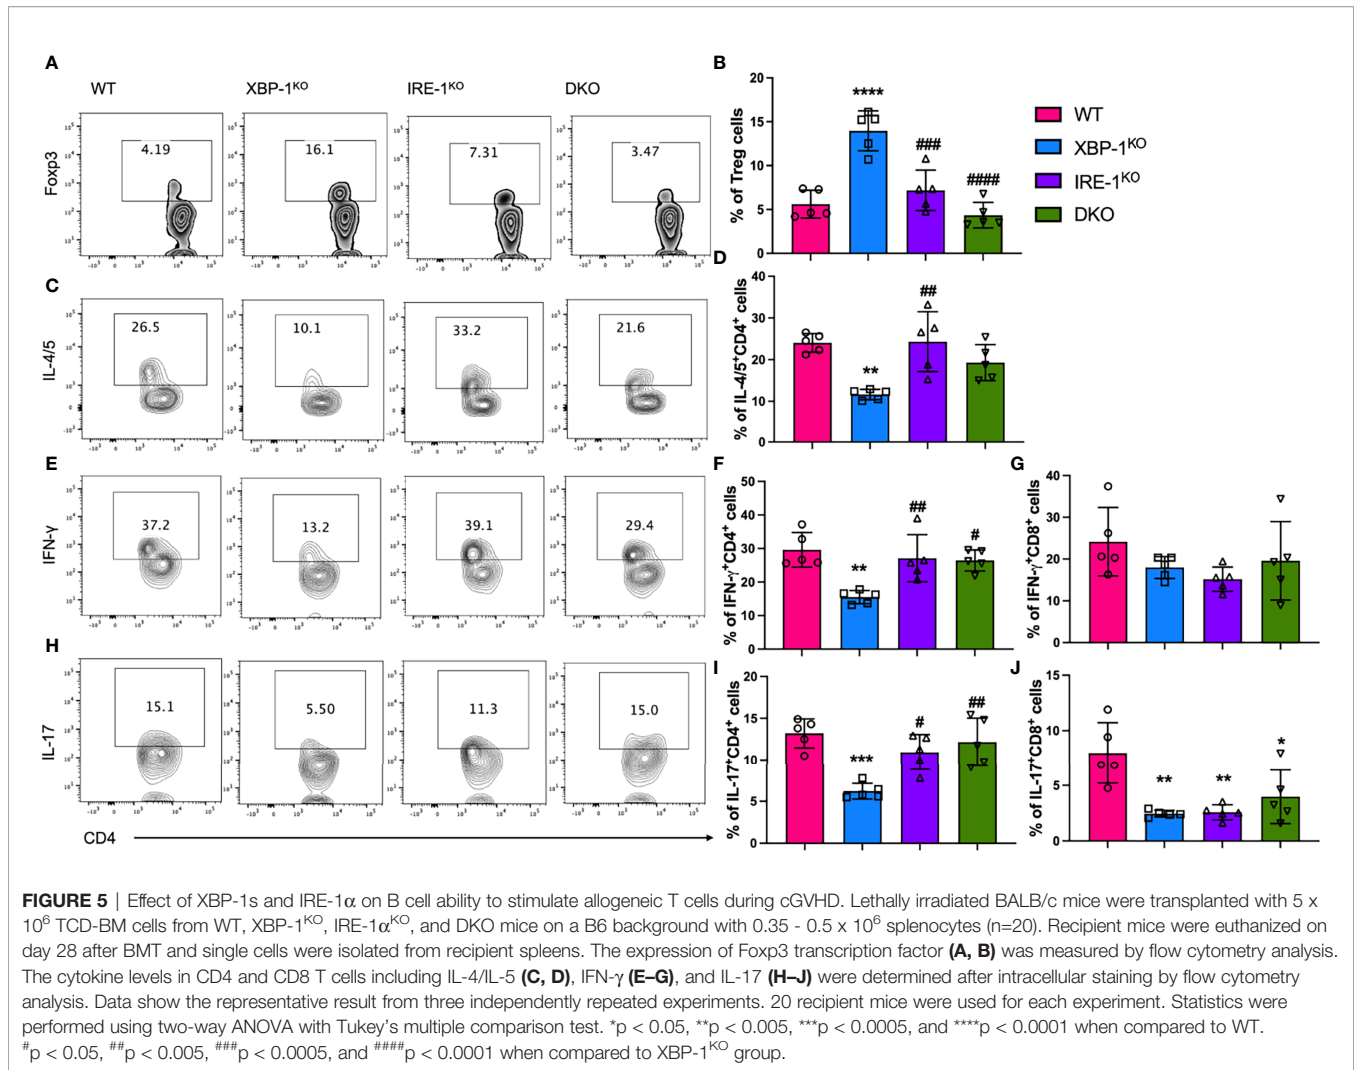 A
WT XBP-1ᴷᴼ IRE-1ᴷᴼ DKO
Foxp3
10⁵ 10⁴ 10³ 10² 10¹
4.19 16.1 7.31 3.47
-10³ 0 10³ 10⁴ 10⁵
B
% of Treg cells
20
15
10
5
0
**** ### ####
WT
XBP-1ᴷᴼ
IRE-1ᴷᴼ
DKO
C
IL-4/5
26.5 10.1 33.2 21.6
D
% of IL-4/5⁺CD4⁺ cells
40
30
20
10
0
** ##
E
IFN-γ
37.2 13.2 39.1 29.4
F
% of IFN-γ⁺CD4⁺ cells
50
40
30
20
10
0
** ## #
G
% of IFN-γ⁺CD8⁺ cells
40
30
20
10
0
H
IL-17
15.1 5.50 11.3 15.0
CD4
I
% of IL-17⁺CD4⁺ cells
20
15
10
5
0
*** # ##
J
% of IL-17⁺CD8⁺ cells
15
10
5
0
** ** *
FIGURE 5 | Effect of XBP-1s and IRE-1α on B cell ability to stimulate allogeneic T cells during cGVHD. Lethally irradiated BALB/c mice were transplanted with 5 x
10⁶ TCD-BM cells from WT, XBP-1ᴷᴼ, IRE-1αᴷᴼ, and DKO mice on a B6 background with 0.35 - 0.5 x 10⁶ splenocytes (n=20). Recipient mice were euthanized on
day 28 after BMT and single cells were isolated from recipient spleens. The expression of Foxp3 transcription factor (A, B) was measured by flow cytometry analysis.
The cytokine levels in CD4 and CD8 T cells including IL-4/IL-5 (C, D), IFN-γ (E–G), and IL-17 (H–J) were determined after intracellular staining by flow cytometry
analysis. Data show the representative result from three independently repeated experiments. 20 recipient mice were used for each experiment. Statistics were
performed using two-way ANOVA with Tukey's multiple comparison test. *p < 0.05, **p < 0.005, ***p < 0.0005, and ****p < 0.0001 when compared to WT.
#p < 0.05, ##p < 0.005, ###p < 0.0005, and ####p < 0.0001 when compared to XBP-1ᴷᴼ group.